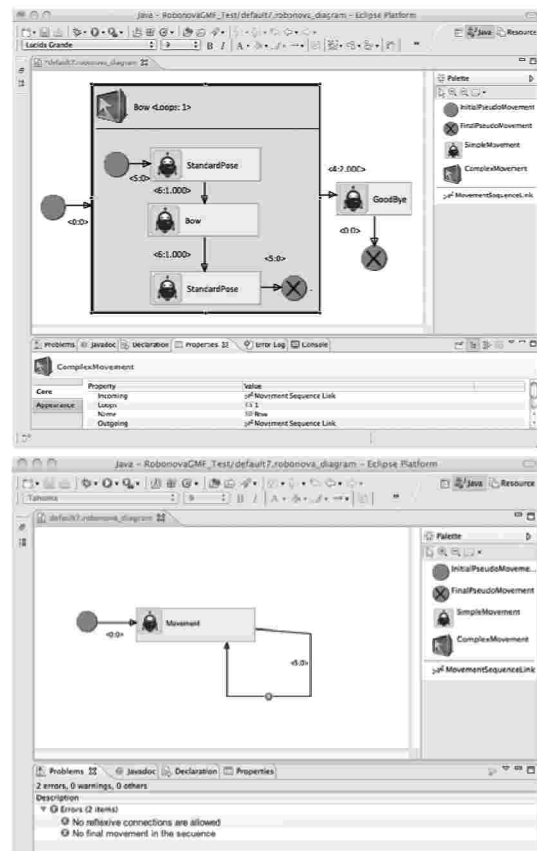 Java – RobonovaGMF_Test/default7.robonova_diagram – Eclipse Platform
Java Resource
Lucida Grande 9 B I A
*default7.robonova_diagram
Palette
InitialPseudoMovement
FinalPseudoMovement
SimpleMovement
ComplexMovement
MovementSequenceLink
Bow <Loops: 1>
StandardPose
<5:0>
<6:1.000>
<4:2.000>
GoodBye
<0:0>
Bow
<0:0>
<6:1.000>
<5:0>
StandardPose
Problems Javadoc Declaration Properties Error Log Console
ComplexMovement
Core
Appearance
Property Value
Incoming Movement Sequence Link
Loops 1
Name Bow
Outgoing Movement Sequence Link
Java – RobonovaGMF_Test/default7.robonova_diagram – Eclipse Platform
Java Resource
Tahoma 9 B I A
default7.robonova_diagram
Palette
InitialPseudoMoveme...
FinalPseudoMovement
SimpleMovement
ComplexMovement
MovementSequenceLink
Movement
<0:0>
<5:0>
Problems Javadoc Declaration Properties
2 errors, 0 warnings, 0 others
Description
Errors (2 items)
No reflexive connections are allowed
No final movement in the secuence